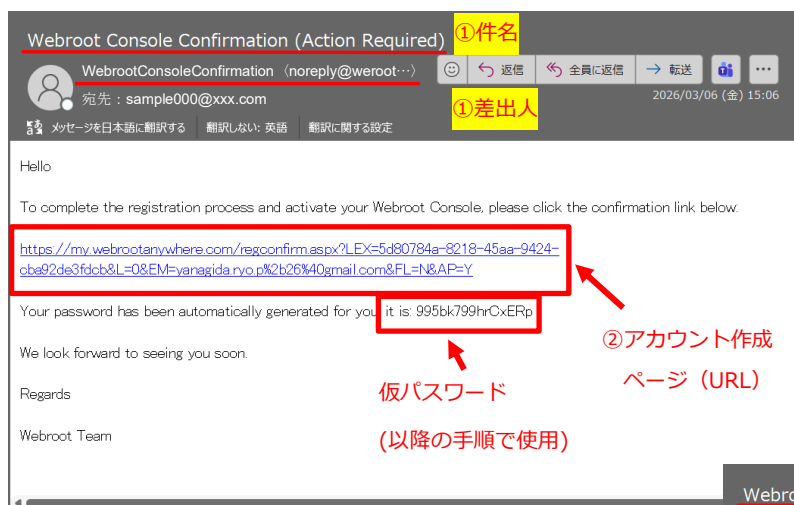 Webroot Console Confirmation (Action Required)
①件名
WebrootConsoleConfirmation 〈noreply@weroot…〉
返信
全員に返信
転送
宛先：sample000@xxx.com
①差出人
2026/03/06 (金) 15:06
メッセージを日本語に翻訳する
翻訳しない: 英語
翻訳に関する設定
Hello
To complete the registration process and activate your Webroot Console, please click the confirmation link below.
https://my.webrootanywhere.com/regconfirm.aspx?LEX=5d80784a-8218-45aa-9424-
cba92de3fdcb&L=0&EM=yanagida.ryo.p%2b26%40gmail.com&FL=N&AP=Y
Your password has been automatically generated for you it is: 995bk799hrCxERp
②アカウント作成
ページ（URL）
We look forward to seeing you soon.
仮パスワード
(以降の手順で使用)
Regards
Webroot Team